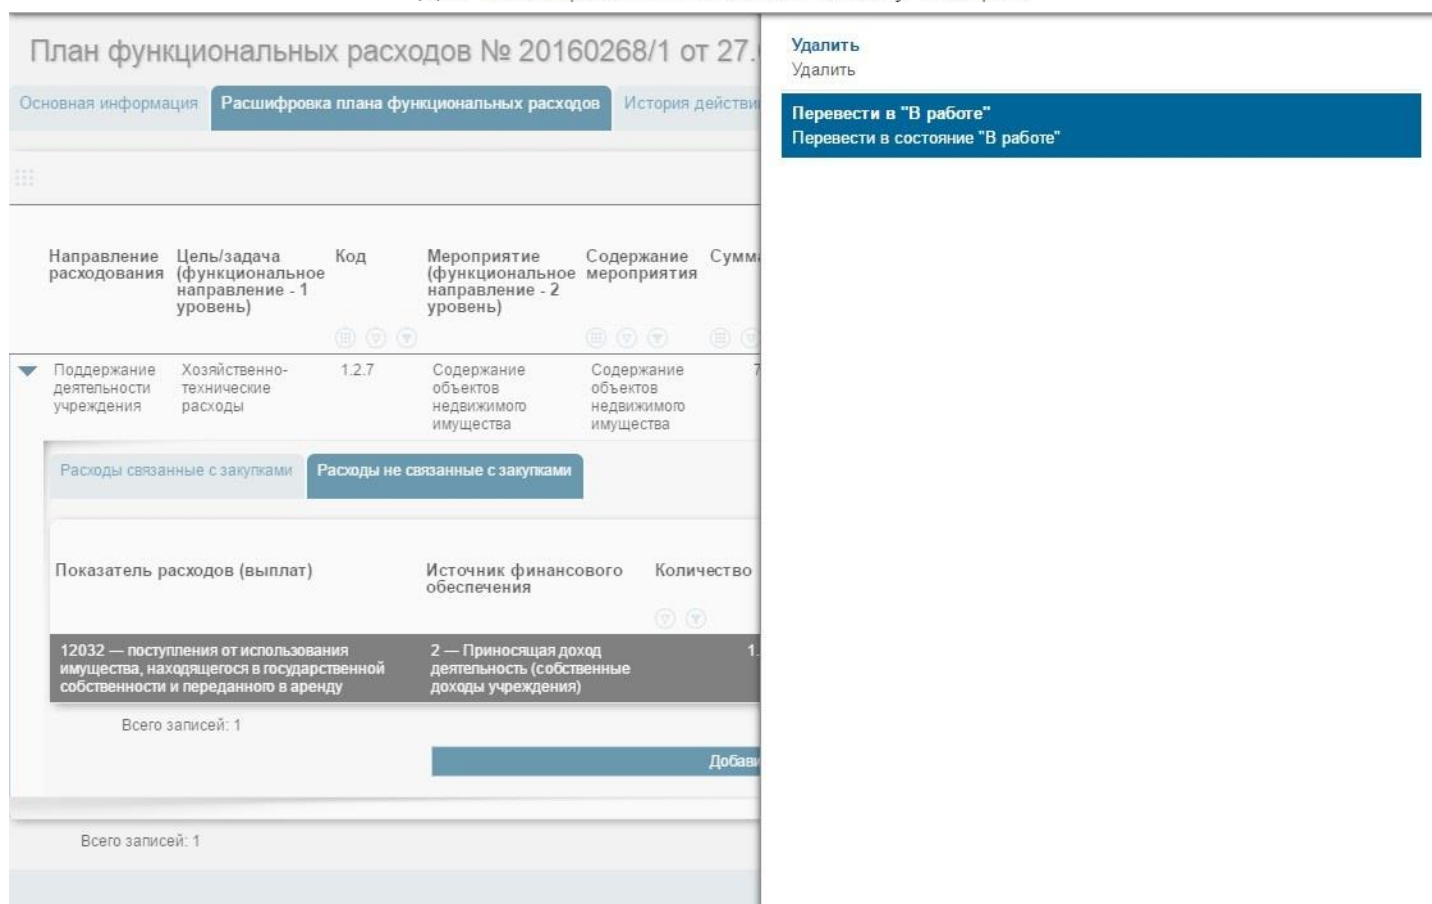 План функциональных расходов № 20160268/1 от 27.
Основная информация
Расшифровка плана функциональных расходов
История действи
Направление расходования
Цель/задача (функциональное направление - 1 уровень)
Код
Мероприятие (функциональное направление - 2 уровень)
Содержание мероприятия
Сумма
Поддержание деятельности учреждения
Хозяйственно-технические расходы
1.2.7
Содержание объектов недвижимого имущества
Содержание объектов недвижимого имущества
7
Расходы связанные с закупками
Расходы не связанные с закупками
Показатель расходов (выплат)
Источник финансового обеспечения
Количество
12032 — поступления от использования имущества, находящегося в государственной собственности и переданного в аренду
2 — Приносящая доход деятельность (собственные доходы учреждения)
1.
Всего записей: 1
Добави
Всего записей: 1
Удалить
Удалить
Перевести в "В работе"
Перевести в состояние "В работе"